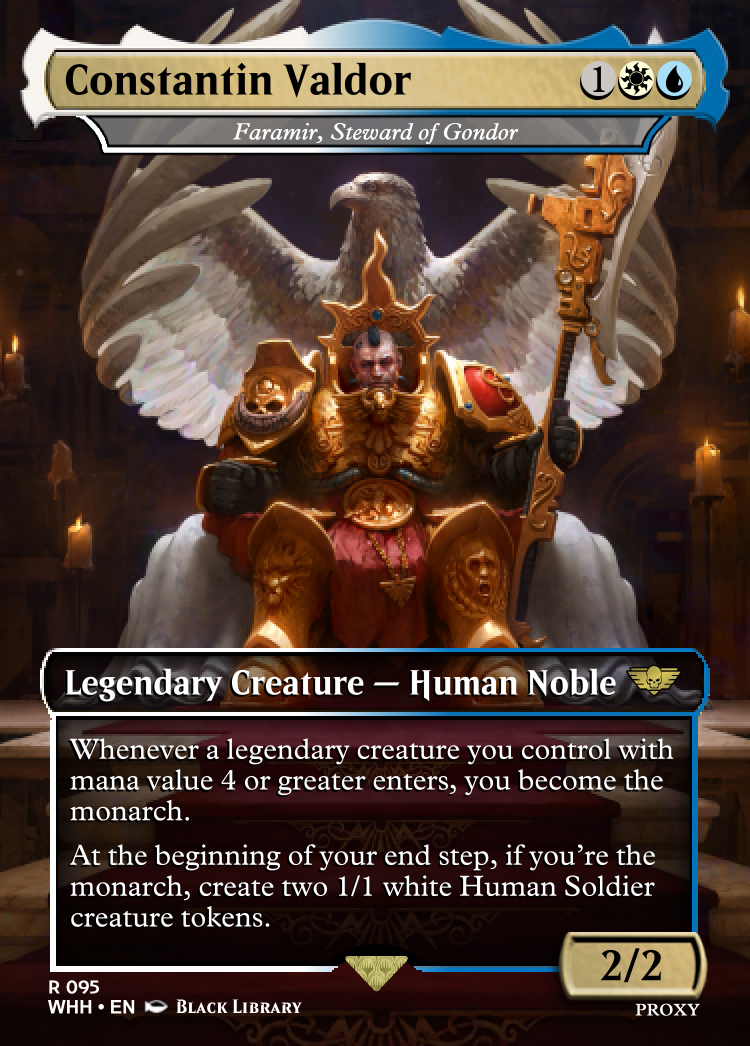 Constantin Valdor 1
Faramir, Steward of Gondor
Legendary Creature — Human Noble
Whenever a legendary creature you control with
mana value 4 or greater enters, you become the
monarch.
At the beginning of your end step, if you're the
monarch, create two 1/1 white Human Soldier
creature tokens.
2/2
R 095
WHH • EN Black Library
PROXY